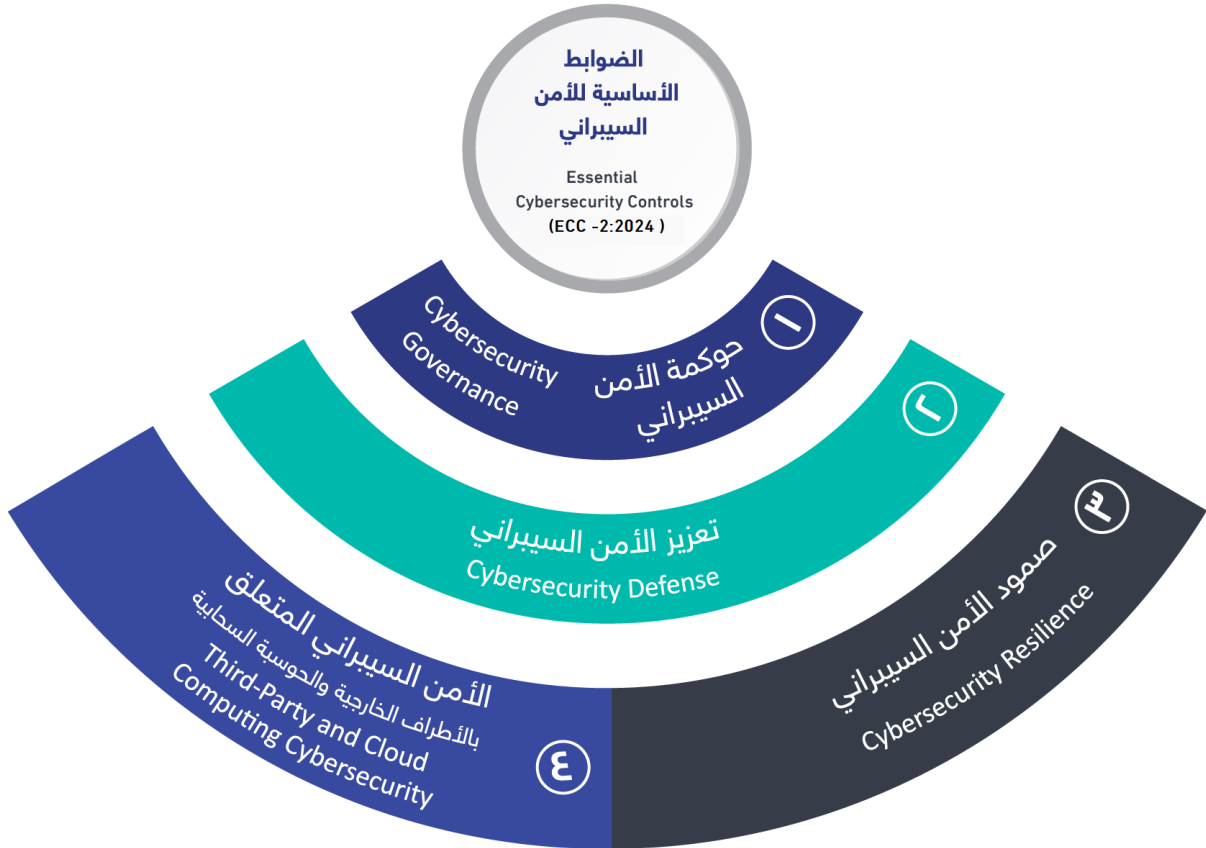 الضوابط
الأساسية للأمن
السيبراني
Essential
Cybersecurity Controls
(ECC -2:2024 )
١
حوكمة الأمن
السيبراني
Cybersecurity
Governance
٢
تعزيز الأمن السيبراني
Cybersecurity Defense
٣
صمود الأمن السيبراني
Cybersecurity Resilience
٤
الأمن السيبراني المتعلق
بالأطراف الخارجية والحوسبة السحابية
Third-Party and Cloud
Computing Cybersecurity